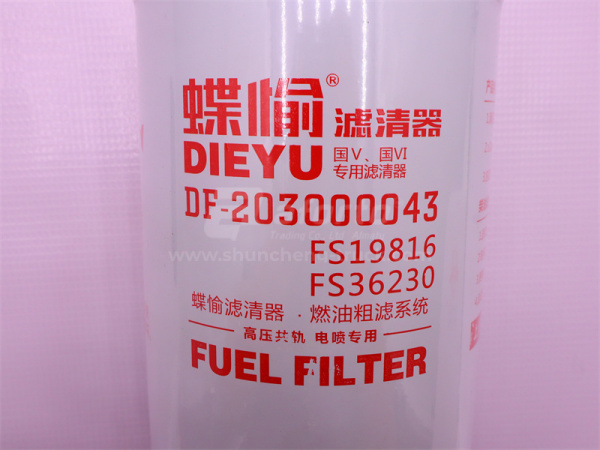 蝶愉®
滤清器
DIEYU
国V、国VI
专用滤清器
DF-203000043
FS19816
FS36230
蝶愉滤清器·燃油粗滤系统
高压共轨 电喷专用
FUEL FILTER